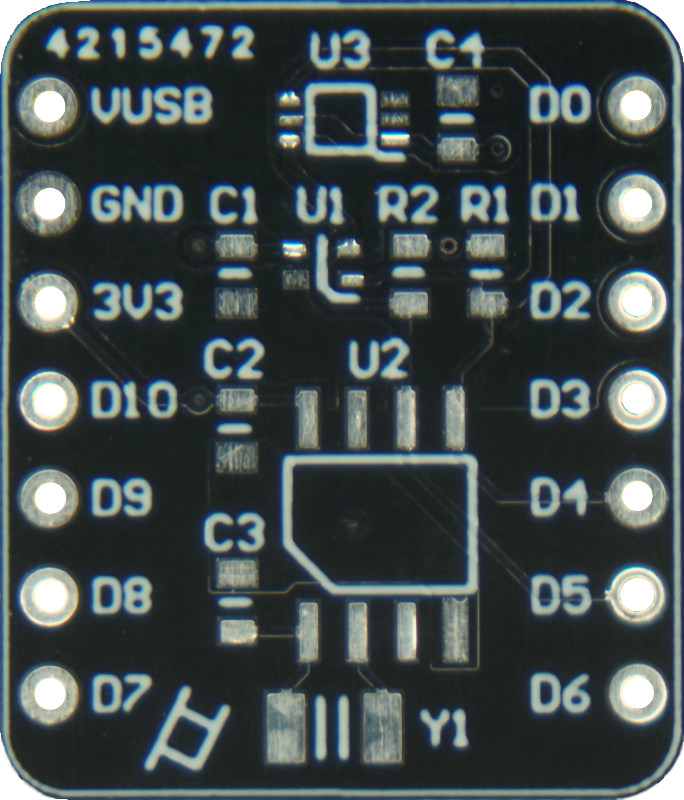 4215472 U3 C4
VUSB D0
GND C1 U1 R2 R1 D1
3V3 D2
C2 U2
D10 D3
D9 D4
C3
D8 D5
D7 D6
Y1